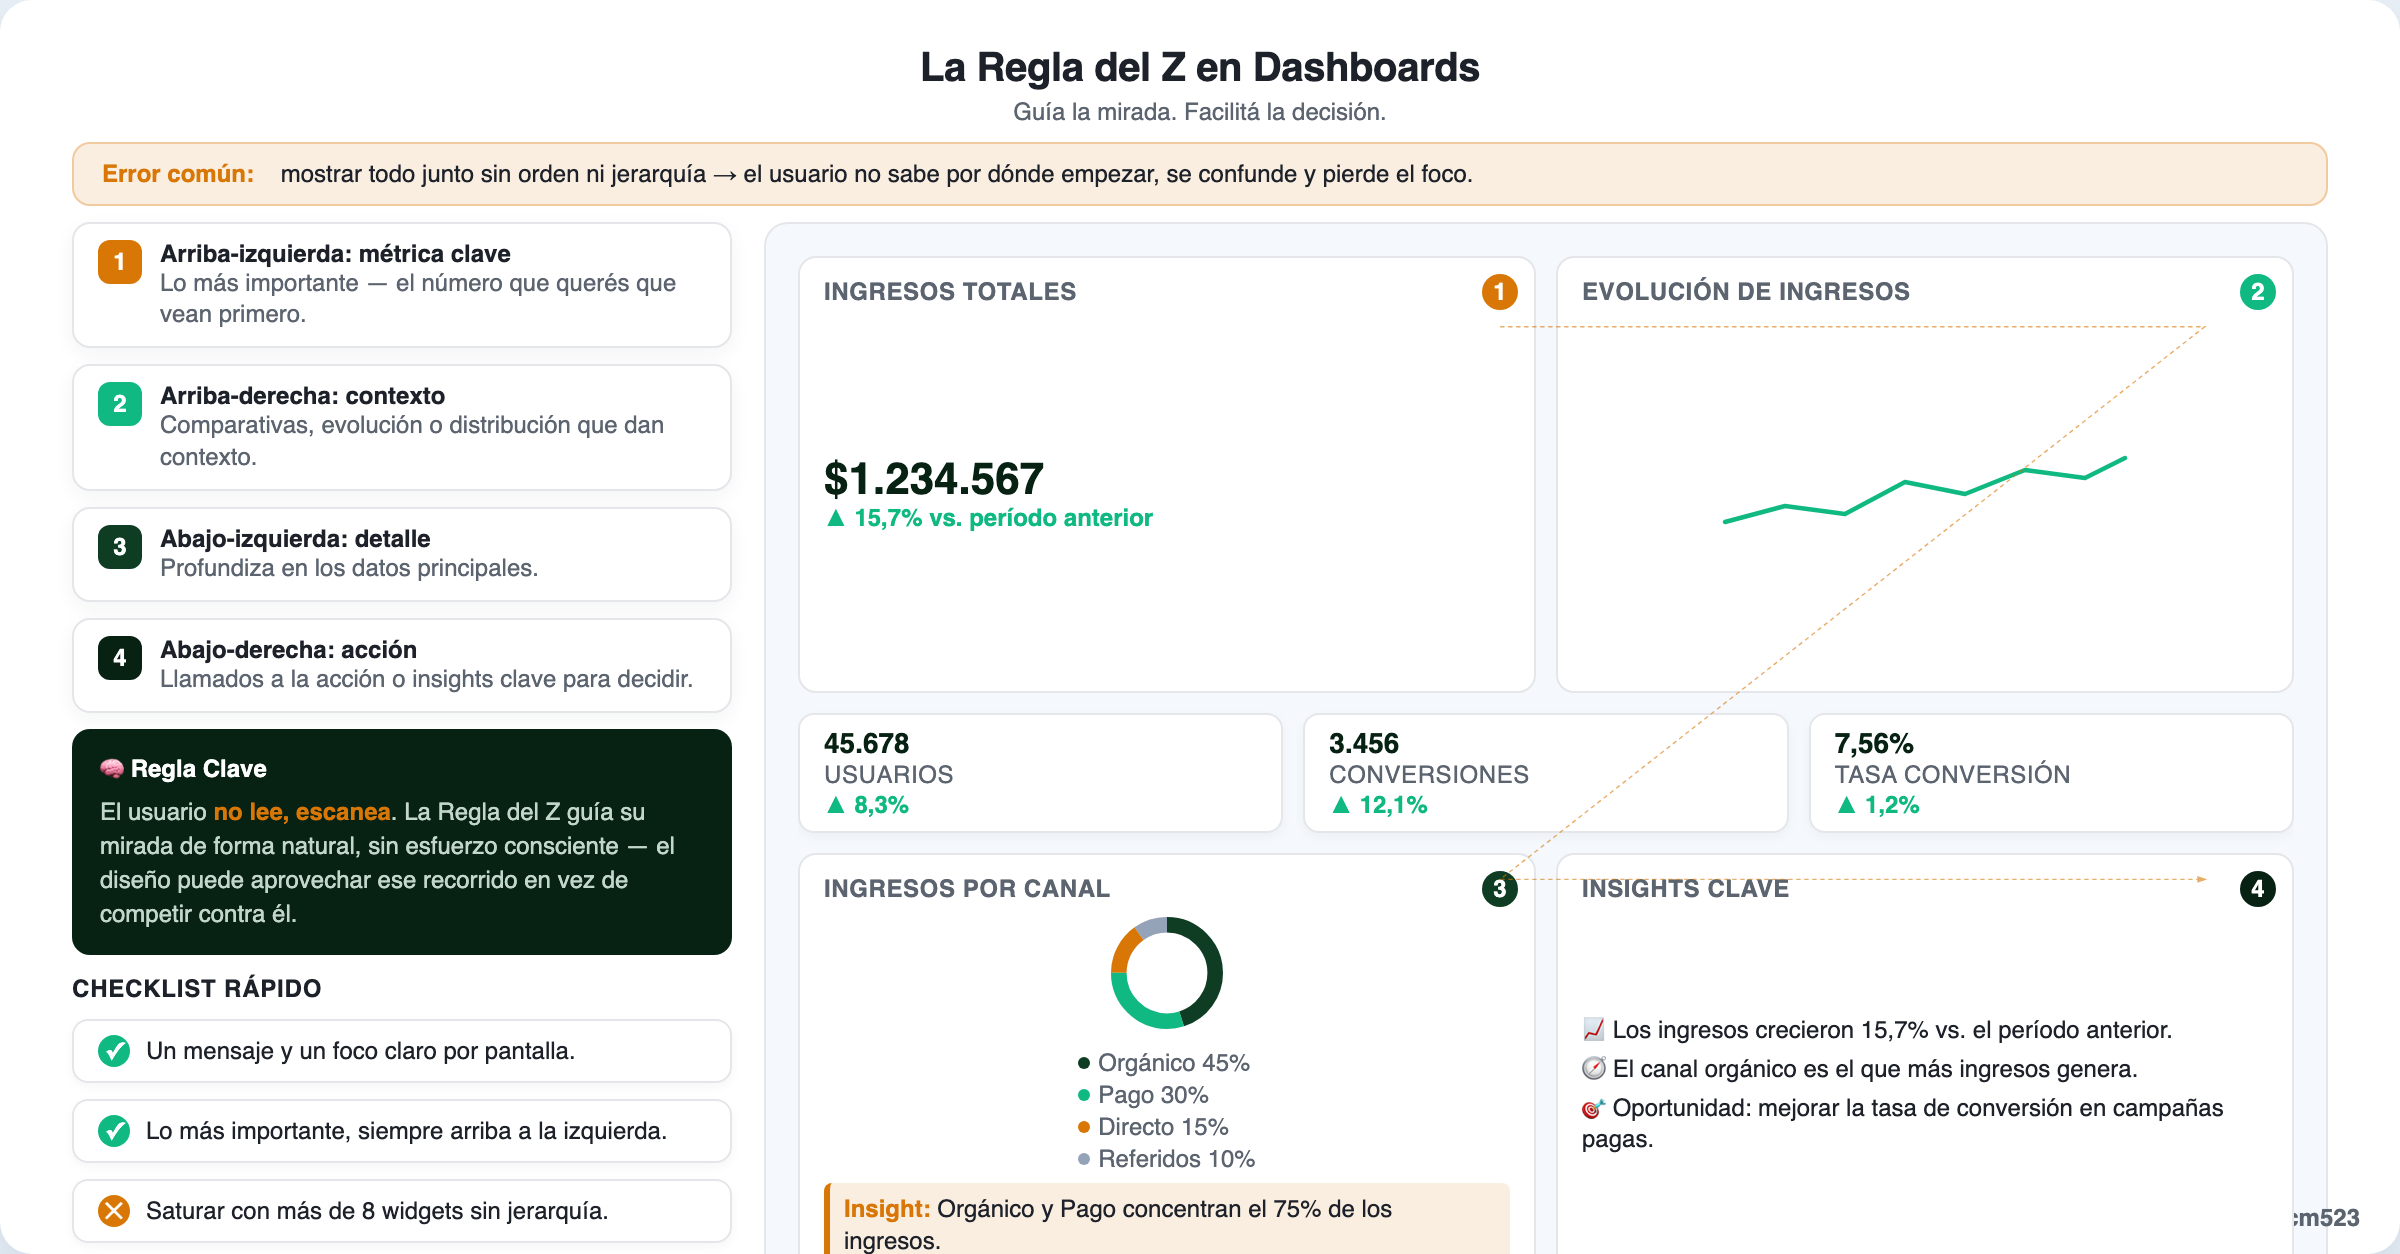 La Regla del Z en Dashboards
Guía la mirada. Facilitá la decisión.
Error común: mostrar todo junto sin orden ni jerarquía → el usuario no sabe por dónde empezar, se confunde y pierde el foco.
1
Arriba-izquierda: métrica clave
Lo más importante — el número que querés que
vean primero.
2
Arriba-derecha: contexto
Comparativas, evolución o distribución que dan
contexto.
3
Abajo-izquierda: detalle
Profundiza en los datos principales.
4
Abajo-derecha: acción
Llamados a la acción o insights clave para decidir.
🧠 Regla Clave
El usuario no lee, escanea. La Regla del Z guía su
mirada de forma natural, sin esfuerzo consciente — el
diseño puede aprovechar ese recorrido en vez de
competir contra él.
CHECKLIST RÁPIDO
Un mensaje y un foco claro por pantalla.
Lo más importante, siempre arriba a la izquierda.
Saturar con más de 8 widgets sin jerarquía.
INGRESOS TOTALES
1
$1.234.567
▲ 15,7% vs. período anterior
EVOLUCIÓN DE INGRESOS
2
45.678
USUARIOS
▲ 8,3%
3.456
CONVERSIONES
▲ 12,1%
7,56%
TASA CONVERSIÓN
▲ 1,2%
INGRESOS POR CANAL
3
Orgánico 45%
Pago 30%
Directo 15%
Referidos 10%
Insight: Orgánico y Pago concentran el 75% de los
ingresos.
INSIGHTS CLAVE
4
📈 Los ingresos crecieron 15,7% vs. el período anterior.
🧭 El canal orgánico es el que más ingresos genera.
🎯 Oportunidad: mejorar la tasa de conversión en campañas
pagas.
cm523